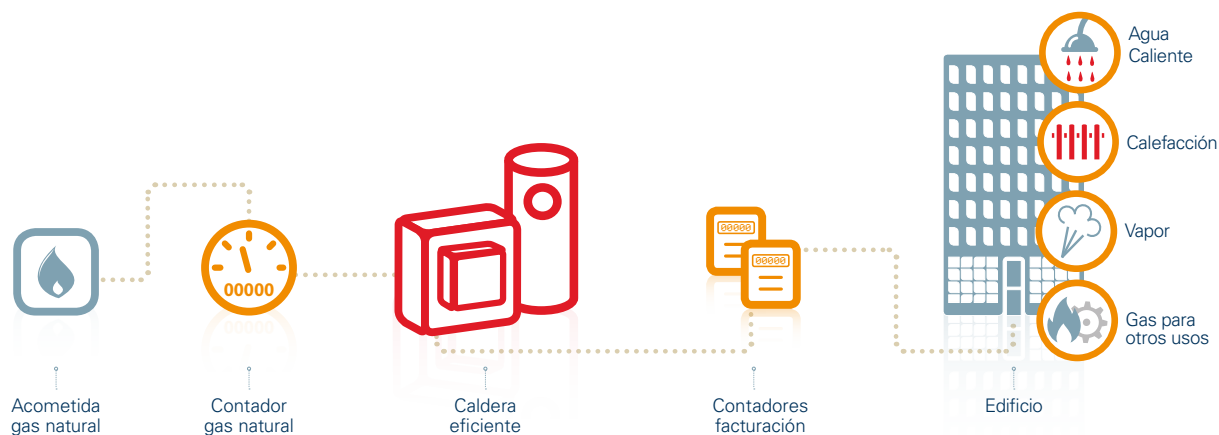 Agua
Caliente
Calefacción
Vapor
Gas para
otros usos
00000
00000
00000
Acometida
gas natural
Contador
gas natural
Caldera
eficiente
Contadores
facturación
Edificio